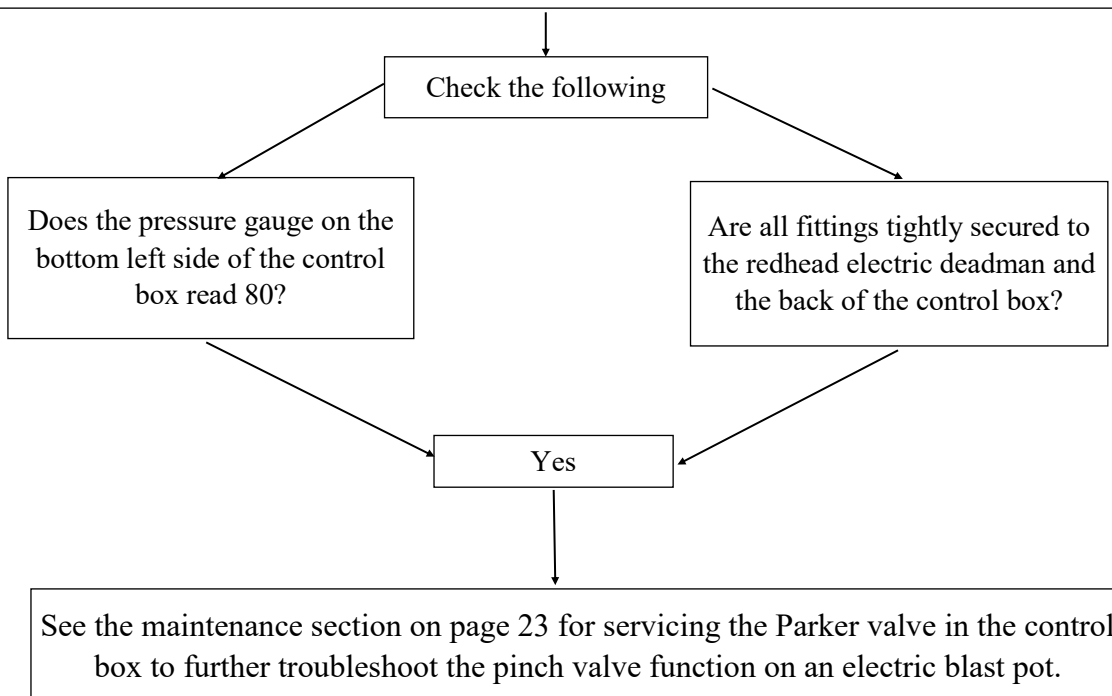 Check the following
Does the pressure gauge on the
bottom left side of the control
box read 80?
Are all fittings tightly secured to
the redhead electric deadman and
the back of the control box?
Yes
See the maintenance section on page 23 for servicing the Parker valve in the control
box to further troubleshoot the pinch valve function on an electric blast pot.